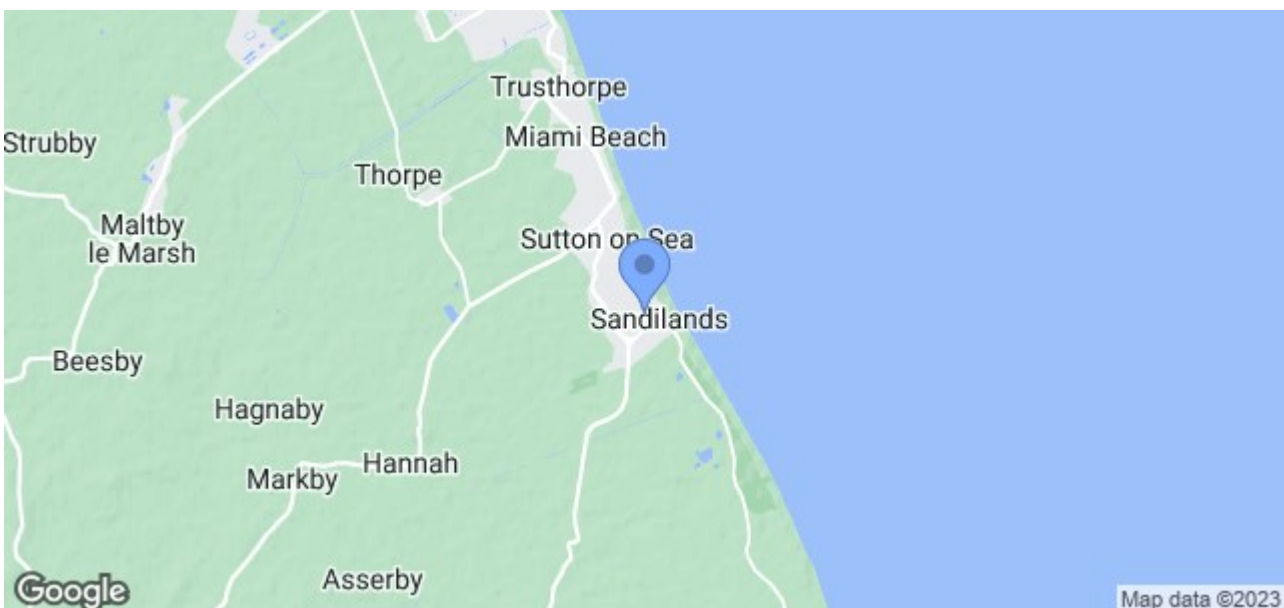 Trusthorpe
Miami Beach
Strubby
Thorpe
Maltby
le Marsh
Sutton on Sea
Sandilands
Beesby
Hagnaby
Hannah
Markby
Asserby
Google
Map data ©2023